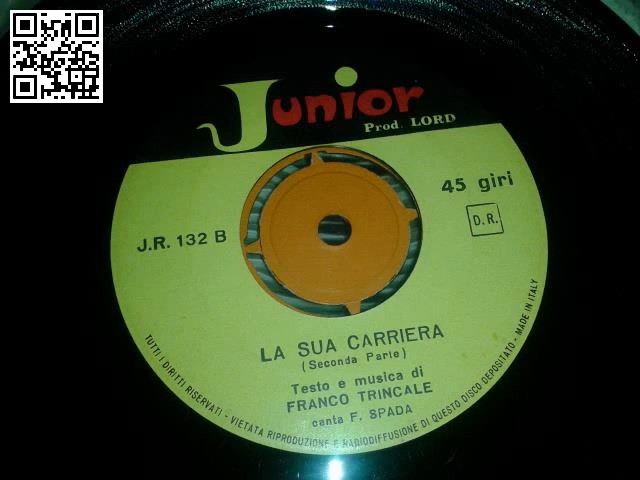 Junior
Prod. LORD
45 giri
J.R. 132 B
D.R.
LA SUA CARRIERA
(Seconda Parte)
Testo e musica di
FRANCO TRINCALE
canta F. SPADA
TUTTI I DIRITTI RISERVATI - VIETATA RIPRODUZIONE E RADIODIFFUSIONE DI QUESTO DISCO DEPOSITATO - MADE IN ITALY